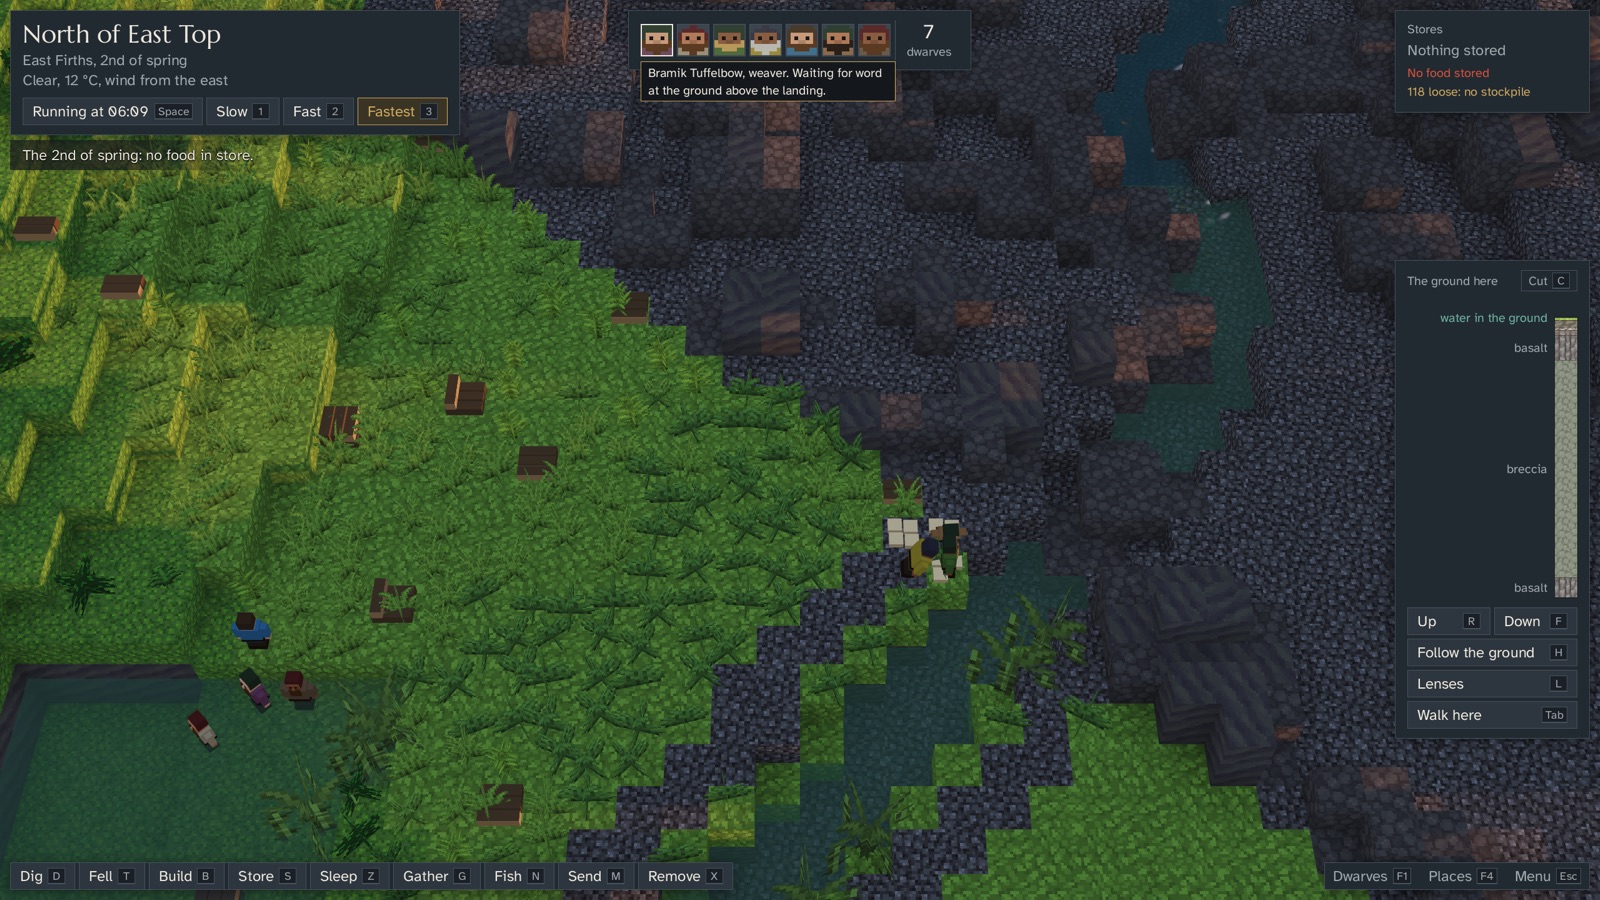 North of East Top
East Firths, 2nd of spring
Clear, 12 °C, wind from the east
Running at 06:09 Space
Slow 1
Fast 2
Fastest 3
The 2nd of spring: no food in store.
7
dwarves
Bramik Tuffelbow, weaver. Waiting for word
at the ground above the landing.
Stores
Nothing stored
No food stored
118 loose: no stockpile
The ground here
Cut C
water in the ground
basalt
breccia
basalt
Up R
Down F
Follow the ground H
Lenses L
Walk here Tab
Dig D
Fell T
Build B
Store S
Sleep Z
Gather G
Fish N
Send M
Remove X
Dwarves F1
Places F4
Menu Esc